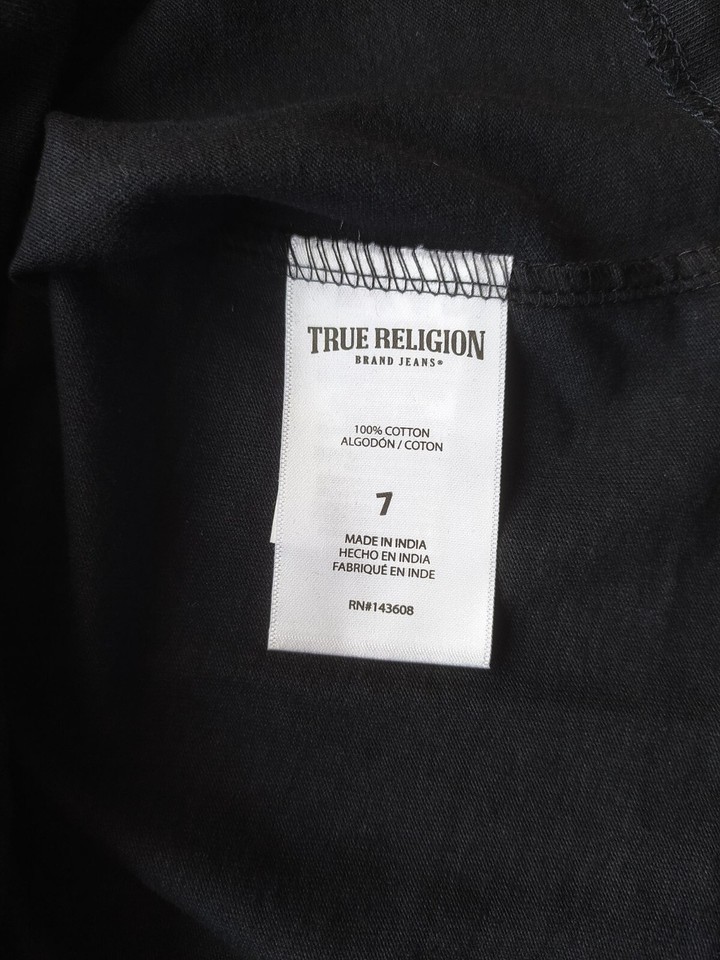 TRUE RELIGION
BRAND JEANS®
100% COTTON
ALGODÓN / COTON
7
MADE IN INDIA
HECHO EN INDIA
FABRIQUÉ EN INDE
RN#143608